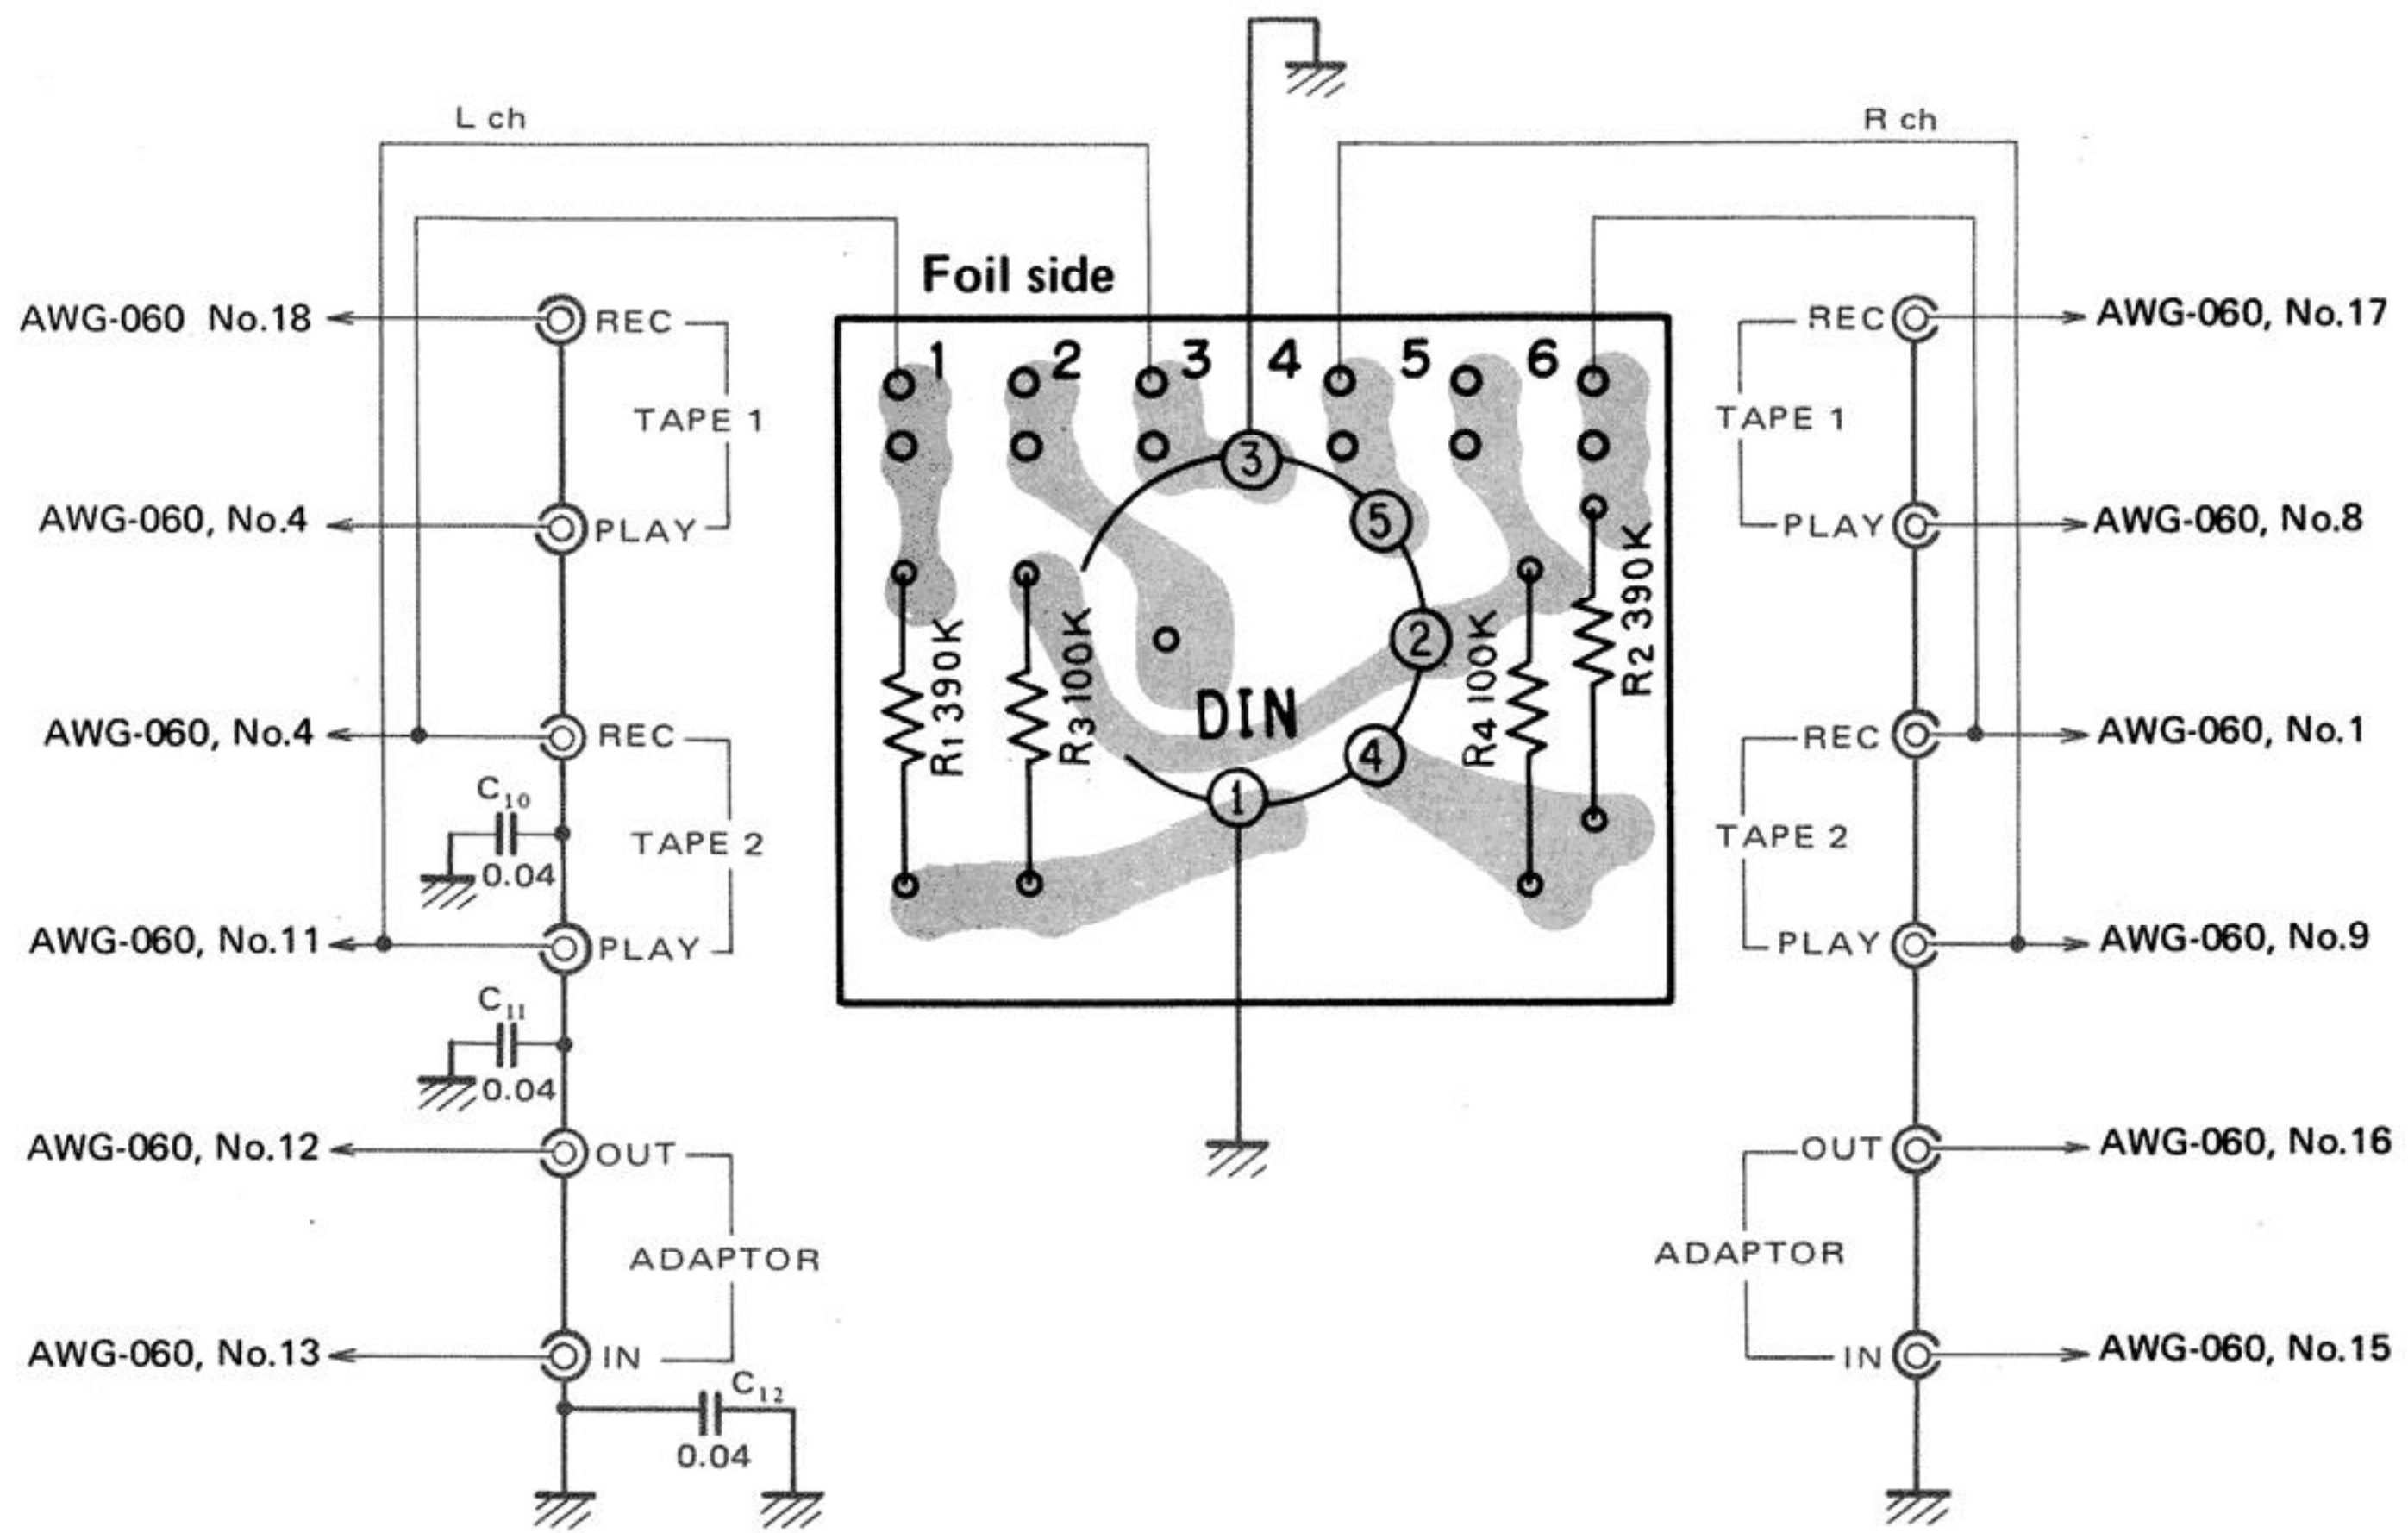 L ch
R ch
Foil side
AWG-060 No.18
REC
TAPE 1
AWG-060, No.4
PLAY
AWG-060, No.4
REC
C10
0.04
TAPE 2
AWG-060, No.11
PLAY
C11
0.04
AWG-060, No.12
OUT
ADAPTOR
AWG-060, No.13
IN
C12
0.04
1 2 3 4 5 6
3
5
2
4
1
DIN
R1 390K
R3 100K
R4 100K
R2 390K
REC
AWG-060, No.17
TAPE 1
PLAY
AWG-060, No.8
REC
AWG-060, No.1
TAPE 2
PLAY
AWG-060, No.9
OUT
AWG-060, No.16
ADAPTOR
IN
AWG-060, No.15